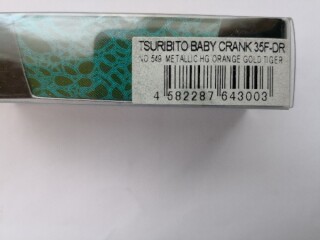 TSURIBITO BABY CRANK 35F-DR
NO.549 METALLIC HG ORANGE GOLD TIGER
4 582287 643003